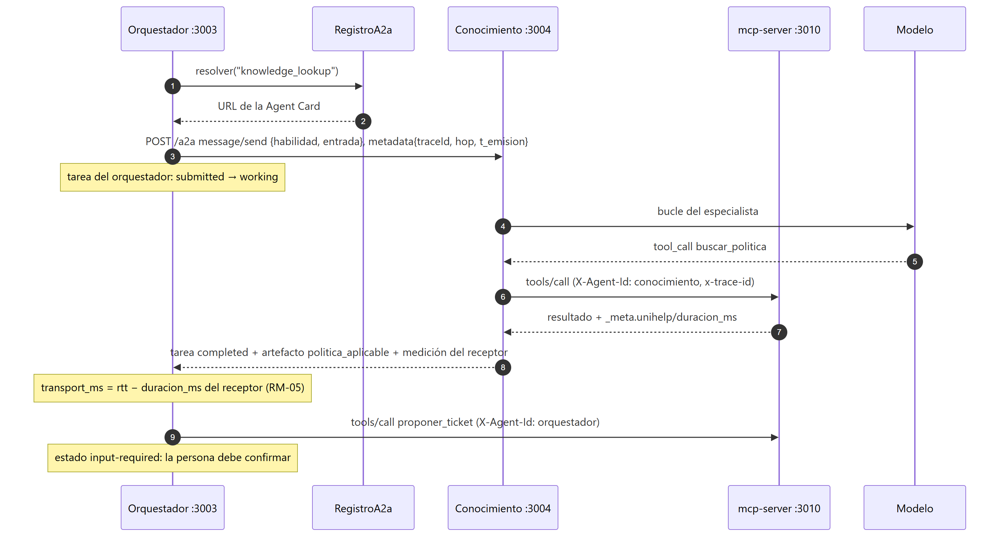 Orquestador :3003
RegistroA2a
Conocimiento :3004
mcp-server :3010
Modelo
resolver("knowledge_lookup")
1
URL de la Agent Card
2
POST /a2a message/send {habilidad, entrada}, metadata{traceId, hop, t_emision}
3
tarea del orquestador: submitted → working
bucle del especialista
4
tool_call buscar_politica
5
tools/call (X-Agent-Id: conocimiento, x-trace-id)
6
resultado + _meta.unihelp/duracion_ms
7
tarea completed + artefacto politica_aplicable + medición del receptor
8
transport_ms = rtt − duracion_ms del receptor (RM-05)
tools/call proponer_ticket (X-Agent-Id: orquestador)
9
estado input-required: la persona debe confirmar
Orquestador :3003
RegistroA2a
Conocimiento :3004
mcp-server :3010
Modelo